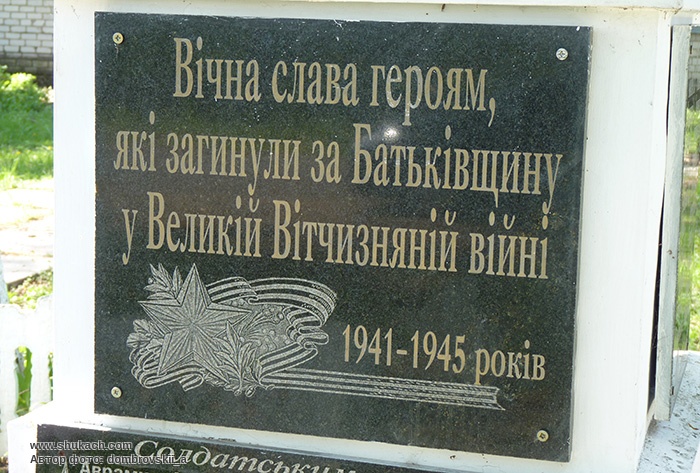 Вічна слава героям,
які загинули за Батьківщину
у Великій Вітчизняній війні
1941-1945 років
www.shukach.com
Автор фото: dombrovskii_a
Солдатським